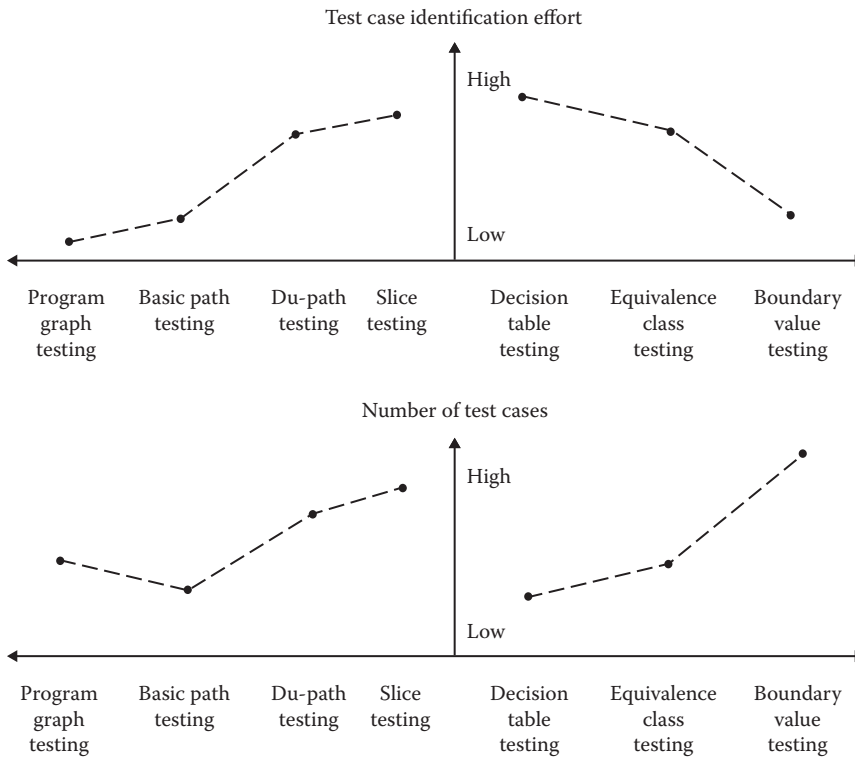 Test case identification effort
High
Low
Program
graph
testing
Basic path
testing
Du-path
testing
Slice
testing
Decision
table
testing
Equivalence
class
testing
Boundary
value
testing
Number of test cases
High
Low
Program
graph
testing
Basic path
testing
Du-path
testing
Slice
testing
Decision
table
testing
Equivalence
class
testing
Boundary
value
testing